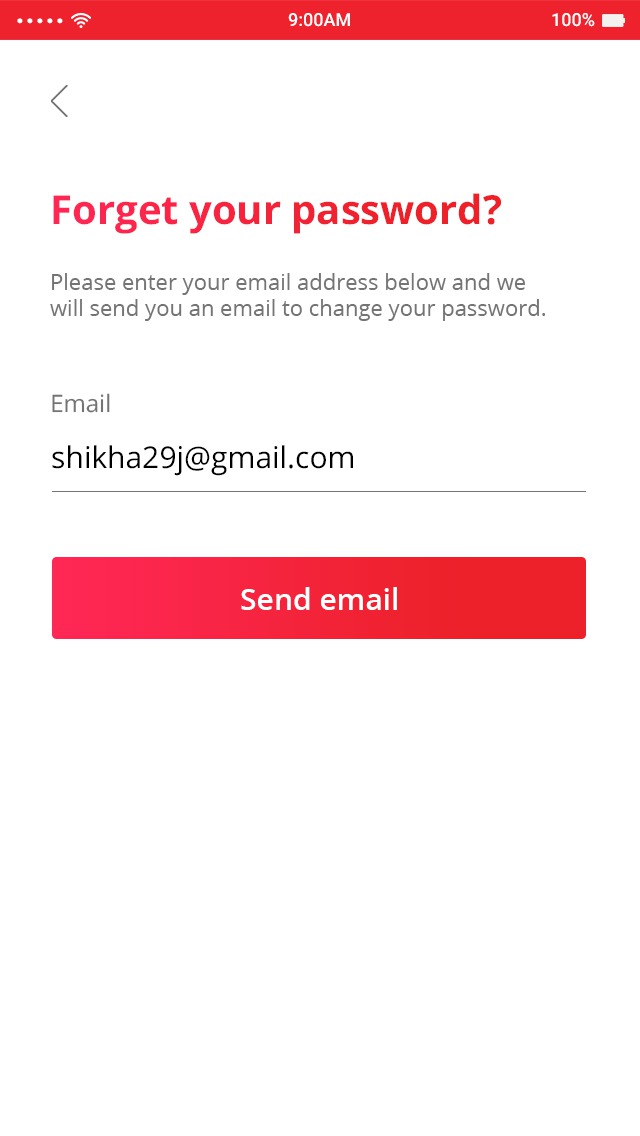 9:00AM
100%
Forget your password?
Please enter your email address below and we
will send you an email to change your password.
Email
shikha29j@gmail.com
Send email